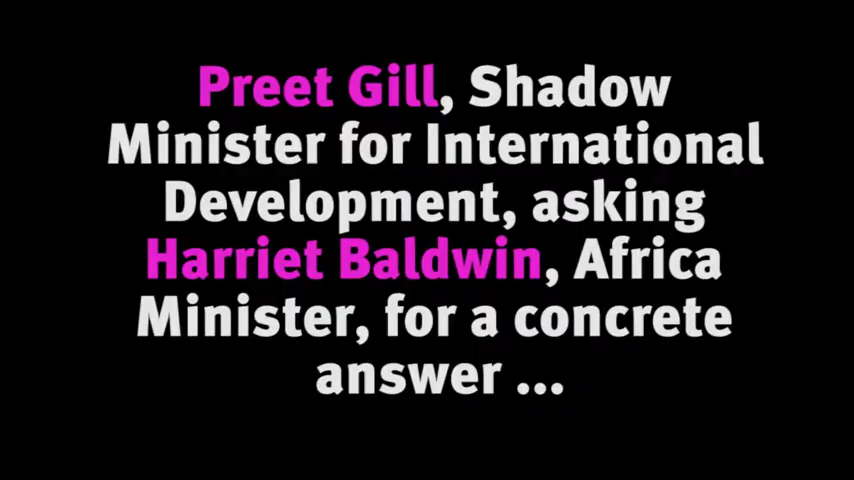 Preet Gill, Shadow
Minister for International
Development, asking
Harriet Baldwin, Africa
Minister, for a concrete
answer ...